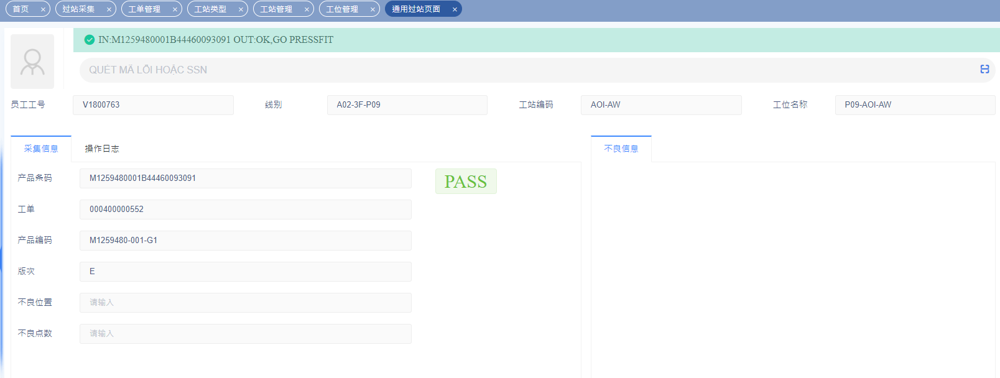 首页 × 过站采集 × 工单管理 × 工站类型 × 工站管理 × 工位管理 × 通用过站页面 ×
IN:M1259480001B44460093091 OUT:OK,GO PRESSFIT
QUÉT MÃ LỖI HOẶC SSN
员工工号 V1800763 线别 A02-3F-P09 工站编码 AOI-AW 工位名称 P09-AOI-AW
采集信息 操作日志 不良信息
产品条码 M1259480001B44460093091 PASS
工单 000400000552
产品编码 M1259480-001-G1
版次 E
不良位置 请输入
不良点数 请输入